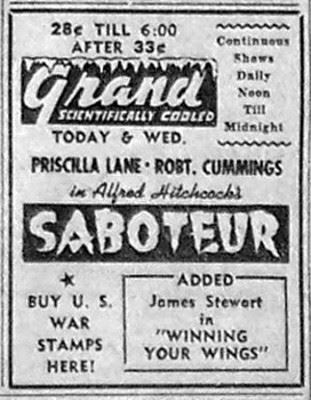 28¢ TILL 6:00
AFTER 33¢
Grand
SCIENTIFICALLY COOLED
Continuous
Shows
Daily
Noon
Till
Midnight
TODAY & WED.
PRISCILLA LANE · ROBT. CUMMINGS
in Alfred Hitchcock's
SABOTEUR
★
BUY U. S.
WAR
STAMPS
HERE!
ADDED
James Stewart
in
"WINNING
YOUR WINGS"